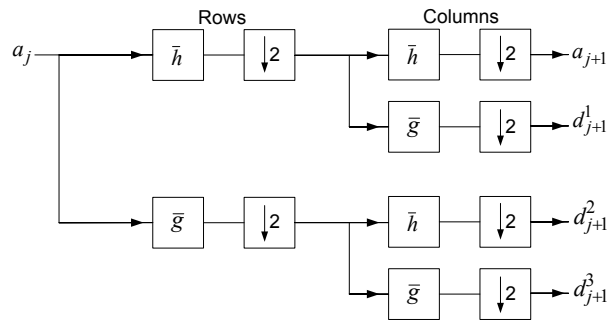 Rows Columns
a_j h̄ ↓2 h̄ ↓2 a_{j+1}
ḡ ↓2 d^1_{j+1}
ḡ ↓2 h̄ ↓2 d^2_{j+1}
ḡ ↓2 d^3_{j+1}